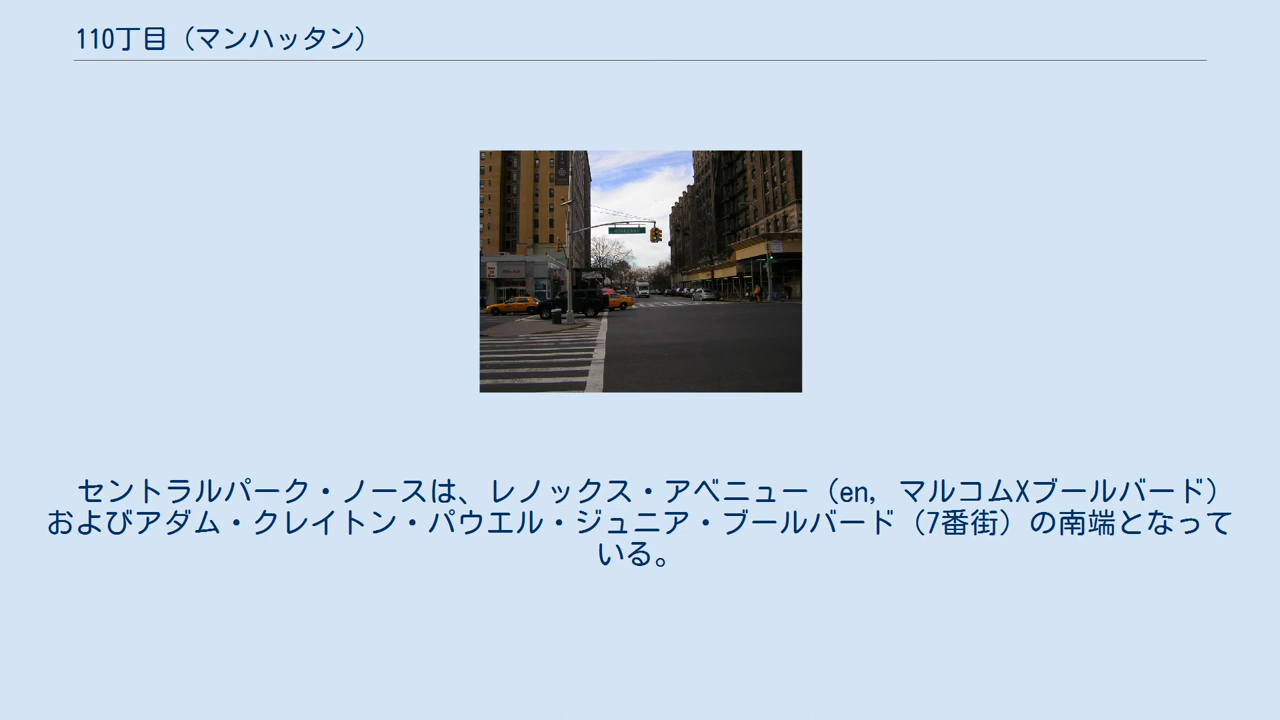 110丁目（マンハッタン）
セントラルパーク・ノースは、レノックス・アベニュー（en, マルコムXブールバード）
およびアダム・クレイトン・パウエル・ジュニア・ブールバード（7番街）の南端となって
いる。